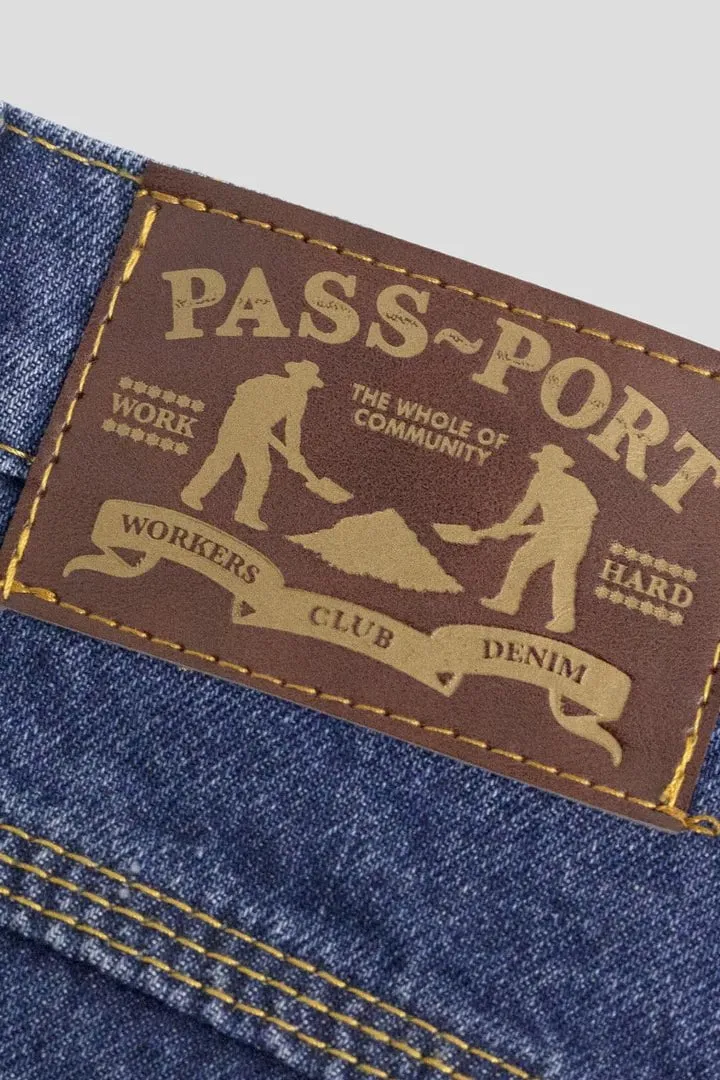 PASS~PORT
THE WHOLE OF
COMMUNITY
WORK
HARD
WORKERS CLUB DENIM